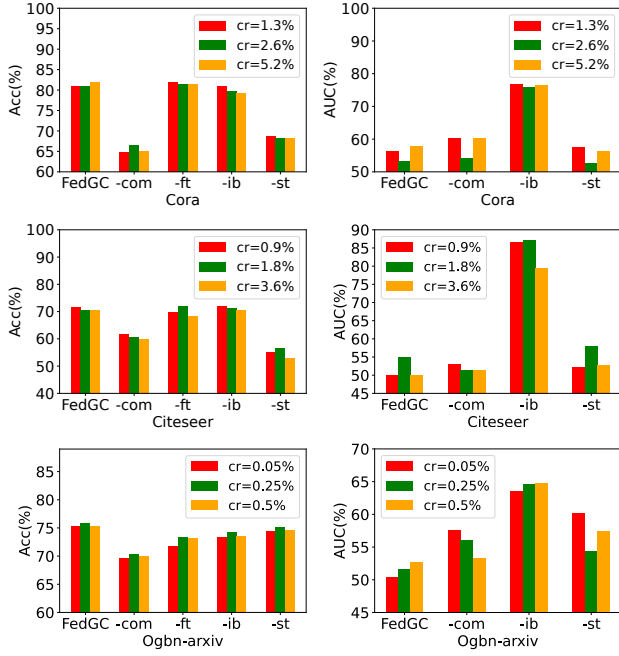 100
95
90
85
80
75
70
65
60
Acc(%)
cr=1.3%
cr=2.6%
cr=5.2%
FedGC -com -ft -ib -st
Cora
100
90
80
70
60
50
AUC(%)
cr=1.3%
cr=2.6%
cr=5.2%
FedGC -com -ib -st
Cora
100
90
80
70
60
50
40
Acc(%)
cr=0.9%
cr=1.8%
cr=3.6%
FedGC -com -ft -ib -st
Citeseer
90
85
80
75
70
65
60
55
50
45
AUC(%)
cr=0.9%
cr=1.8%
cr=3.6%
FedGC -com -ib -st
Citeseer
85
80
75
70
65
60
Acc(%)
cr=0.05%
cr=0.25%
cr=0.5%
FedGC -com -ft -ib -st
Ogbn-arxiv
70
65
60
55
50
45
AUC(%)
cr=0.05%
cr=0.25%
cr=0.5%
FedGC -com -ib -st
Ogbn-arxiv